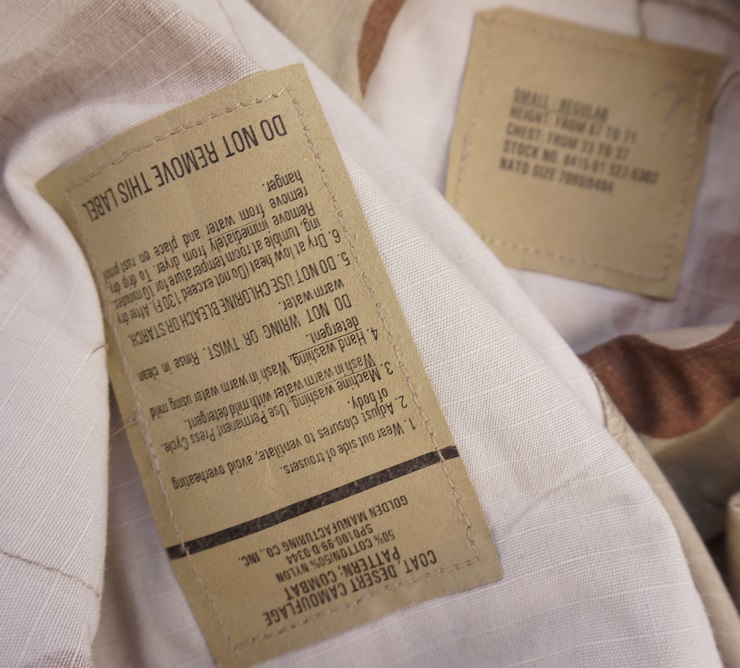 COAT, DESERT CAMOUFLAGE
PATTERN: COMBAT
50% COTTON/50% NYLON
SPO100-99-D-0344
GOLDEN MANUFACTURING CO., INC.
1. Wear out side of trousers.
2. Adjust closures to ventilate, avoid overheating
of body.
3. Machine washing. Use Permanent Press Cycle.
Wash in warm water with mild detergent.
4. Hand washing. Wash in warm water using mild
detergent.
DO NOT WRING OR TWIST. Rinse in clean
warm water.
5. DO NOT USE CHLORINE BLEACH OR STARCH.
6. Dry at low heat (Do not exceed 130 F). After dry
ing, tumble at room temperature for 10 minutes.
Remove immediately from dryer. To drip dry,
remove from water and place on rust proof
hanger.
DO NOT REMOVE THIS LABEL
SMALL - REGULAR
HEIGHT: FROM 67 TO 71
CHEST: FROM 33 TO 37
STOCK NO. 8415-01-327-5302
NATO SIZE 7080/8494